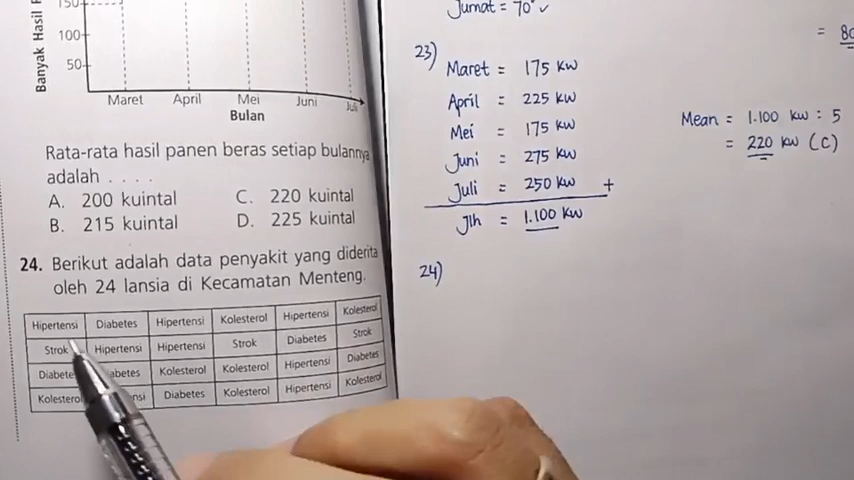 150
100
50
Banyak Hasil
Maret April Mei Juni Juli
Bulan
Rata-rata hasil panen beras setiap bulannya
adalah . . . .
A. 200 kuintal C. 220 kuintal
B. 215 kuintal D. 225 kuintal
24. Berikut adalah data penyakit yang diderita
oleh 24 lansia di Kecamatan Menteng.
Hipertensi Diabetes Hipertensi Kolesterol Hipertensi Kolesterol
Strok Hipertensi Hipertensi Strok Diabetes Strok
Kolesterol Kolesterol Hipertensi Diabetes
Kolesterol Diabetes Kolesterol Hipertensi Kolesterol
Jumat = 70° ✓
= 80
23) Maret = 175 kw
April = 225 kw
Mei = 175 kw
Juni = 275 kw
Juli = 250 kw +
Jlh = 1.100 kw
Mean = 1.100 kw : 5
= 220 kw (C)
24)